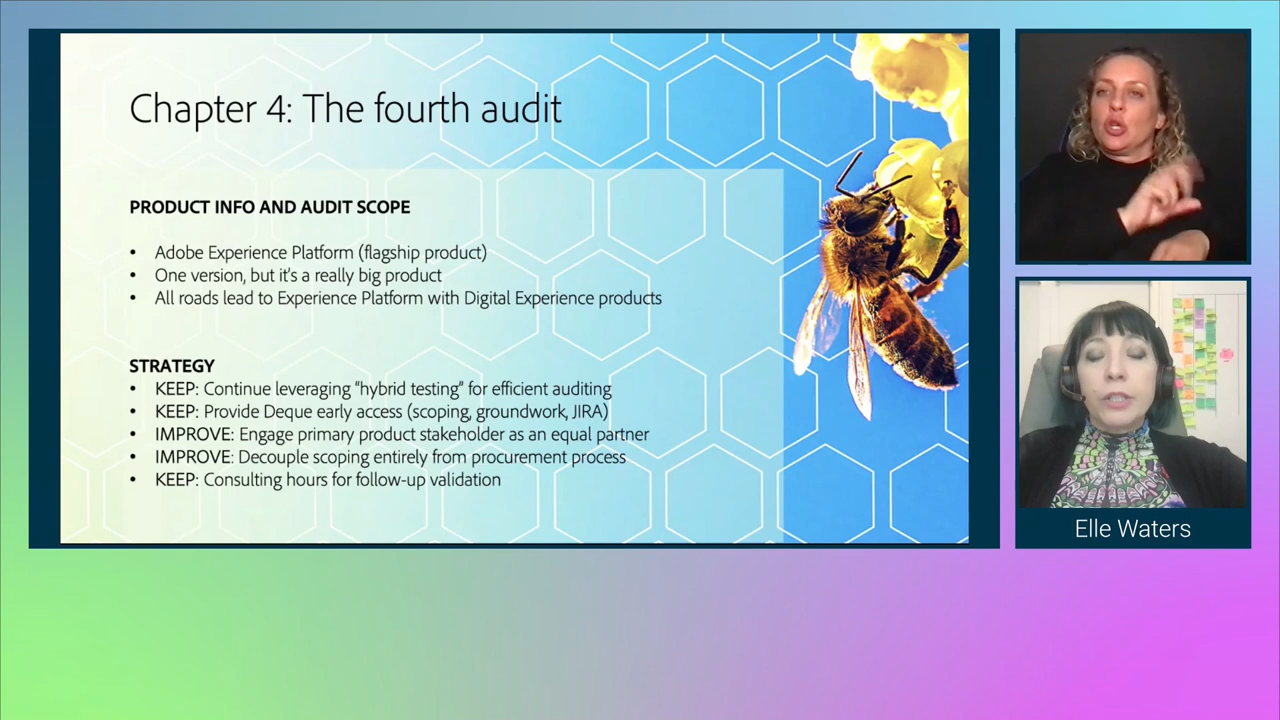 Chapter 4: The fourth audit
PRODUCT INFO AND AUDIT SCOPE
• Adobe Experience Platform (flagship product)
• One version, but it's a really big product
• All roads lead to Experience Platform with Digital Experience products
STRATEGY
• KEEP: Continue leveraging "hybrid testing" for efficient auditing
• KEEP: Provide Deque early access (scoping, groundwork, JIRA)
• IMPROVE: Engage primary product stakeholder as an equal partner
• IMPROVE: Decouple scoping entirely from procurement process
• KEEP: Consulting hours for follow-up validation
Elle Waters